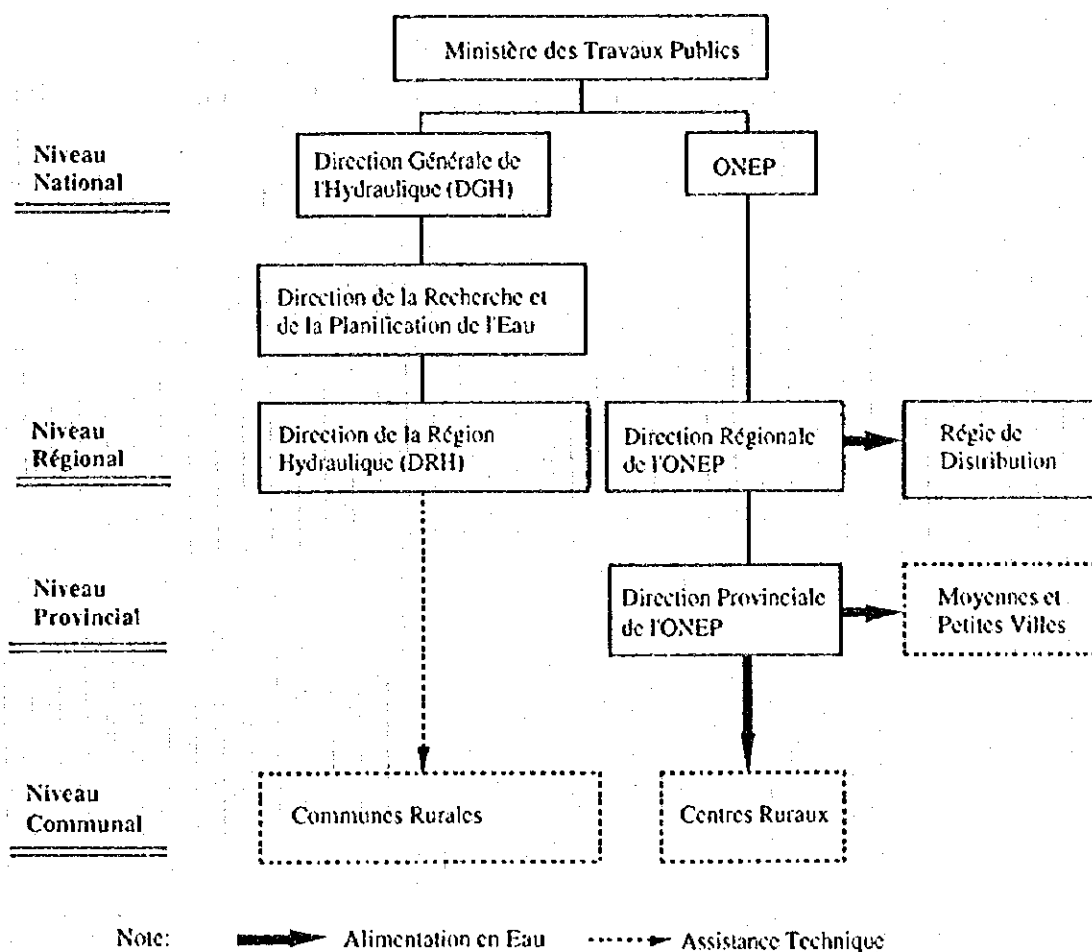 Ministère des Travaux Publics
Niveau
National
Direction Générale de
l'Hydraulique (DGH)
ONEP
Direction de la Recherche et
de la Planification de l'Eau
Niveau
Régional
Direction de la Région
Hydraulique (DRH)
Direction Régionale
de l'ONEP
Régie de
Distribution
Niveau
Provincial
Direction Provinciale
de l'ONEP
Moyennes et
Petites Villes
Niveau
Communal
Communes Rurales
Centres Ruraux
Note:
Alimentation en Eau
Assistance Technique